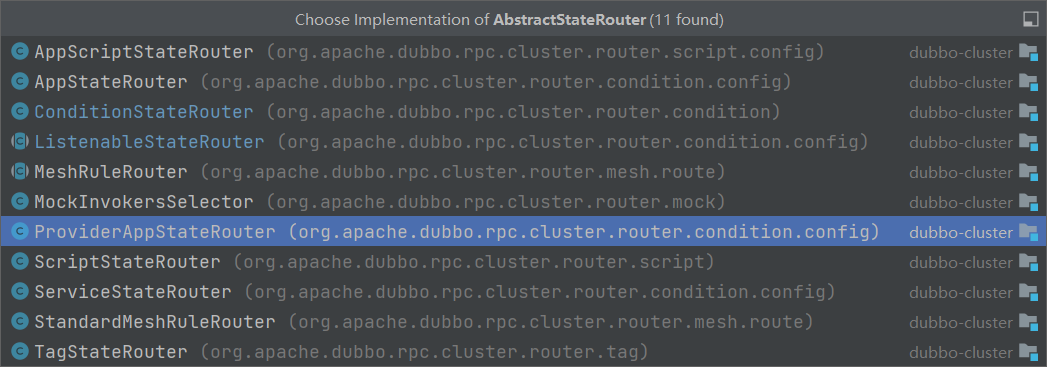 Choose Implementation of AbstractStateRouter (11 found)
AppScriptStateRouter (org.apache.dubbo.rpc.cluster.router.script.config) dubbo-cluster
AppStateRouter (org.apache.dubbo.rpc.cluster.router.condition.config) dubbo-cluster
ConditionStateRouter (org.apache.dubbo.rpc.cluster.router.condition) dubbo-cluster
ListenableStateRouter (org.apache.dubbo.rpc.cluster.router.condition.config) dubbo-cluster
MeshRuleRouter (org.apache.dubbo.rpc.cluster.router.mesh.route) dubbo-cluster
MockInvokersSelector (org.apache.dubbo.rpc.cluster.router.mock) dubbo-cluster
ProviderAppStateRouter (org.apache.dubbo.rpc.cluster.router.condition.config) dubbo-cluster
ScriptStateRouter (org.apache.dubbo.rpc.cluster.router.script) dubbo-cluster
ServiceStateRouter (org.apache.dubbo.rpc.cluster.router.condition.config) dubbo-cluster
StandardMeshRuleRouter (org.apache.dubbo.rpc.cluster.router.mesh.route) dubbo-cluster
TagStateRouter (org.apache.dubbo.rpc.cluster.router.tag) dubbo-cluster